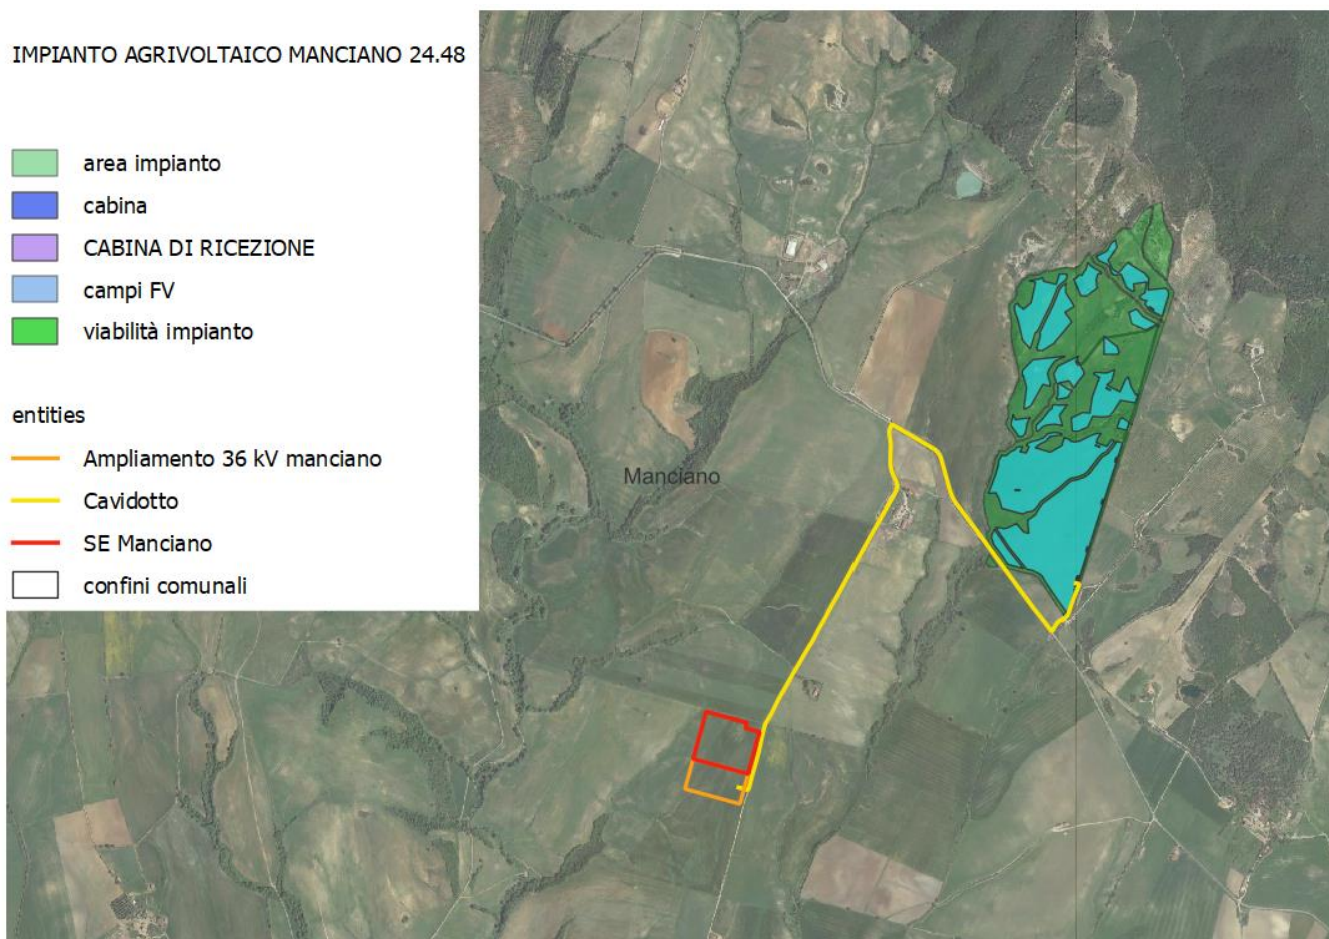 IMPIANTO AGRIVOLTAICO MANCIANO 24.48
area impianto
cabina
CABINA DI RICEZIONE
campi FV
viabilità impianto
entities
Ampliamento 36 kV manciano
Cavidotto
SE Manciano
confini comunali
Manciano